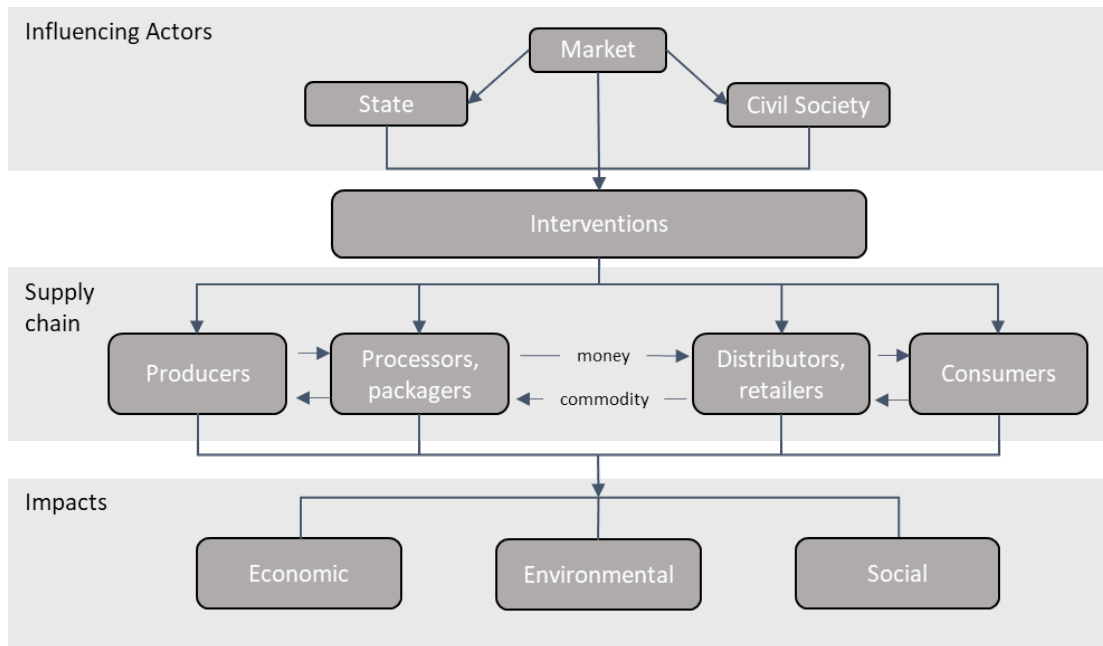 Influencing Actors
Market
State
Civil Society
Interventions
Supply
chain
Producers
Processors,
packagers
money
commodity
Distributors,
retailers
Consumers
Impacts
Economic
Environmental
Social